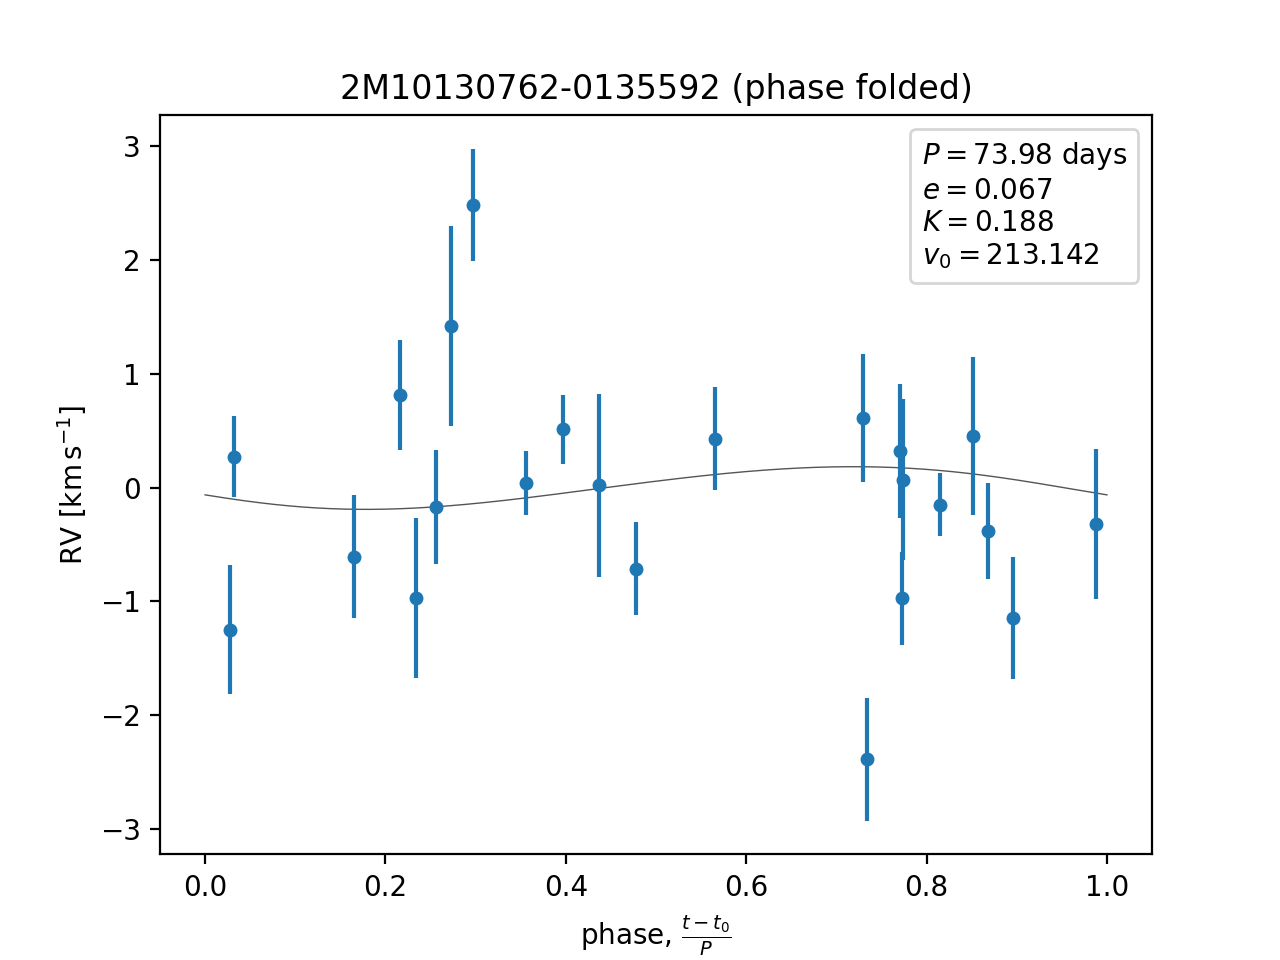 2M10130762-0135592 (phase folded)
P = 73.98 days
e = 0.067
K = 0.188
v₀ = 213.142
RV [km s⁻¹]
3
2
1
0
−1
−2
−3
0.0 0.2 0.4 0.6 0.8 1.0
phase, (t − t₀)/P